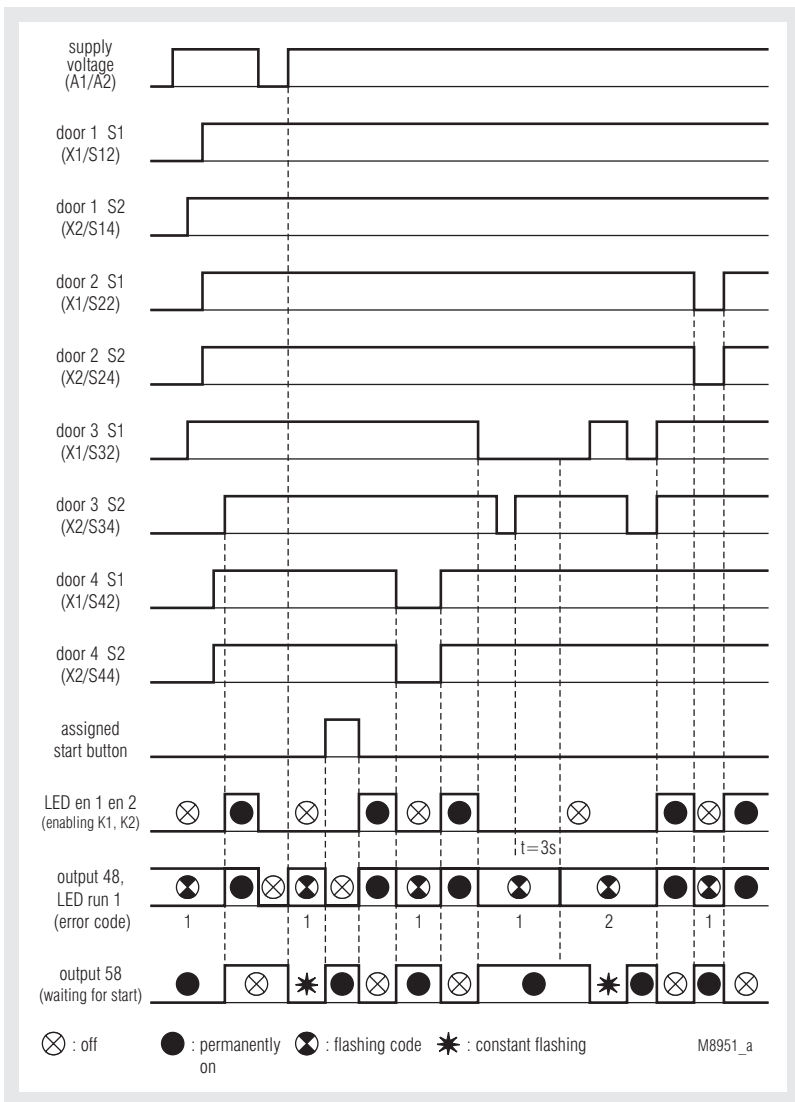 supply
voltage
(A1/A2)
door 1 S1
(X1/S12)
door 1 S2
(X2/S14)
door 2 S1
(X1/S22)
door 2 S2
(X2/S24)
door 3 S1
(X1/S32)
door 3 S2
(X2/S34)
door 4 S1
(X1/S42)
door 4 S2
(X2/S44)
assigned
start button
LED en 1 en 2
(enabling K1, K2)
t=3s
output 48,
LED run 1
(error code)
1 1 1 1 2 1
output 58
(waiting for start)
: off : permanently on : flashing code : constant flashing
M8951_a